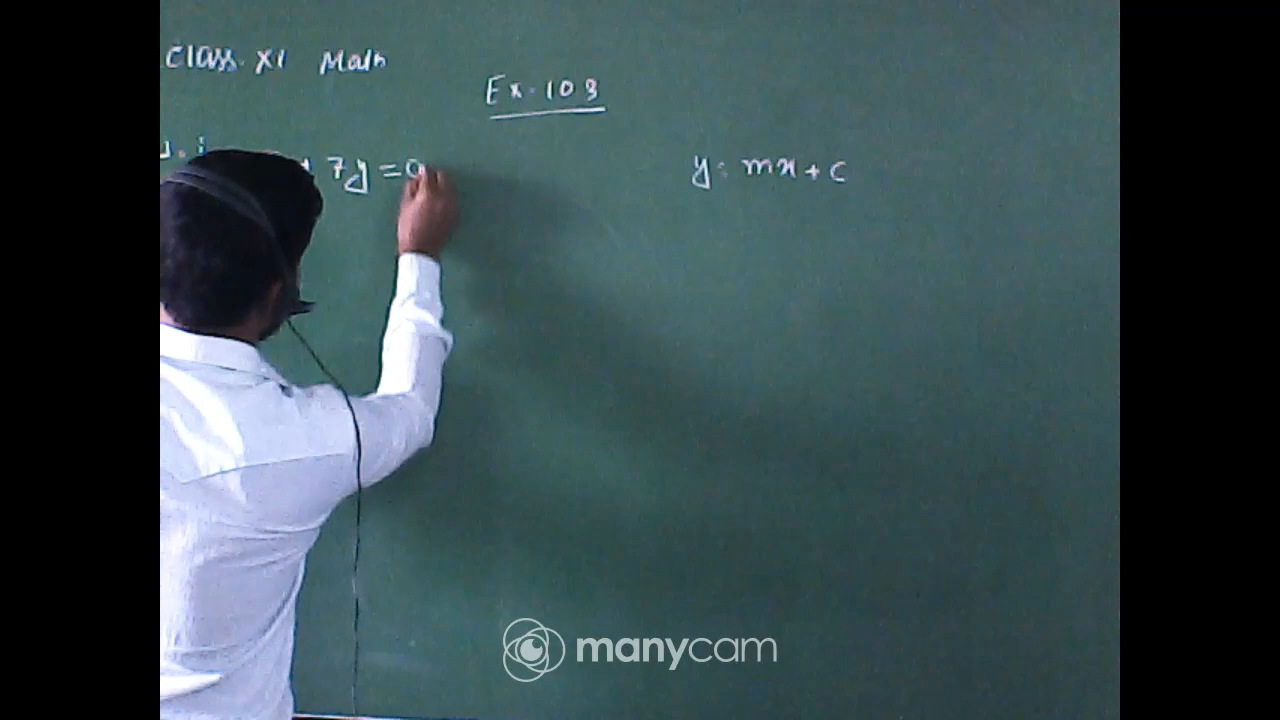 Class. XI Math
Ex. 10 3
7y = 0
y = mx + c
manycam